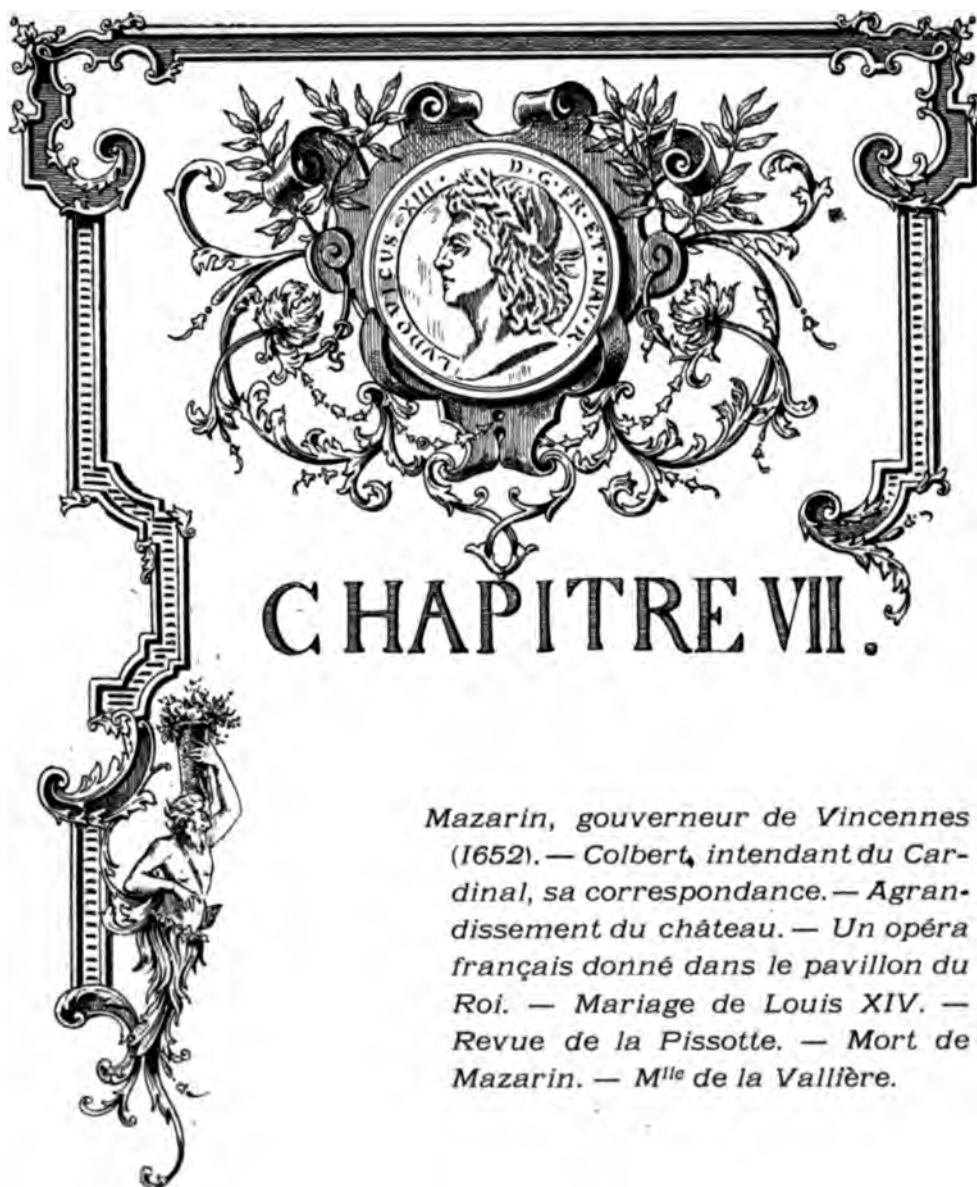 LVDOVICUS XIII · D · G · FR · ET · NAV · R ·
CHAPITRE VII.
Mazarin, gouverneur de Vincennes
(1652). — Colbert, intendant du Car-
dinal, sa correspondance. — Agran-
dissement du château. — Un opéra
français donné dans le pavillon du
Roi. — Mariage de Louis XIV. —
Revue de la Pissotte. — Mort de
Mazarin. — Mlle de la Vallière.